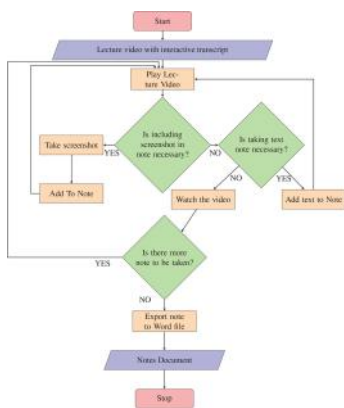 Start
Lecture video with interactive transcript
Play Lec-
ture Video
Is including
screenshot in
note necessary?
Is taking text
note necessary?
Take screenshot
YES
NO
NO
YES
Add To Note
Watch the video
Add text to Note
Is there more
note to be taken?
YES
NO
Export note
to Word file
Notes Document
Stop